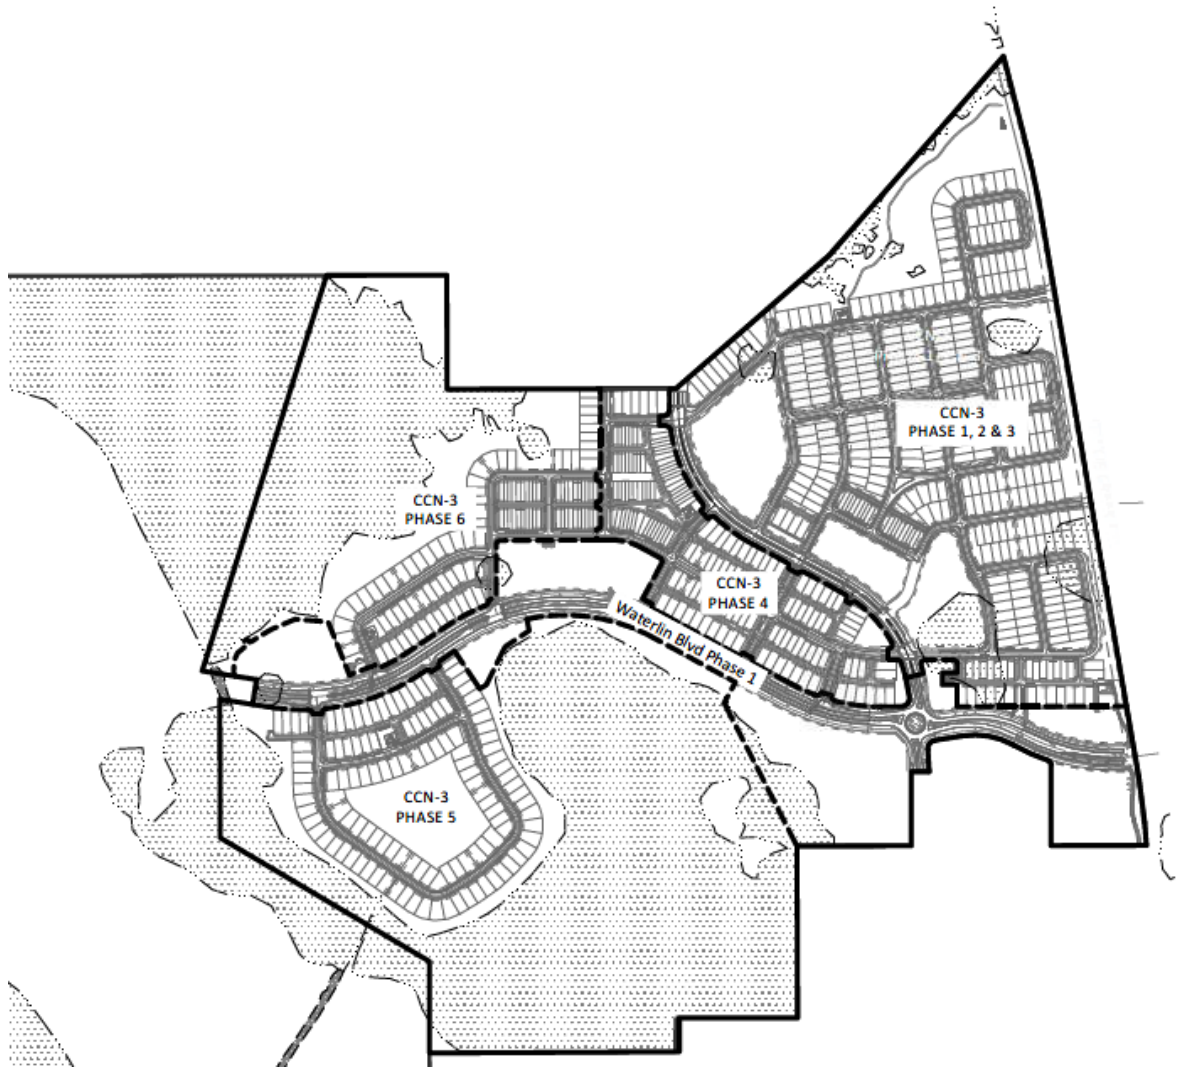 CCN-3
PHASE 1, 2 & 3
CCN-3
PHASE 6
CCN-3
PHASE 4
Waterlin Blvd Phase 1
CCN-3
PHASE 5